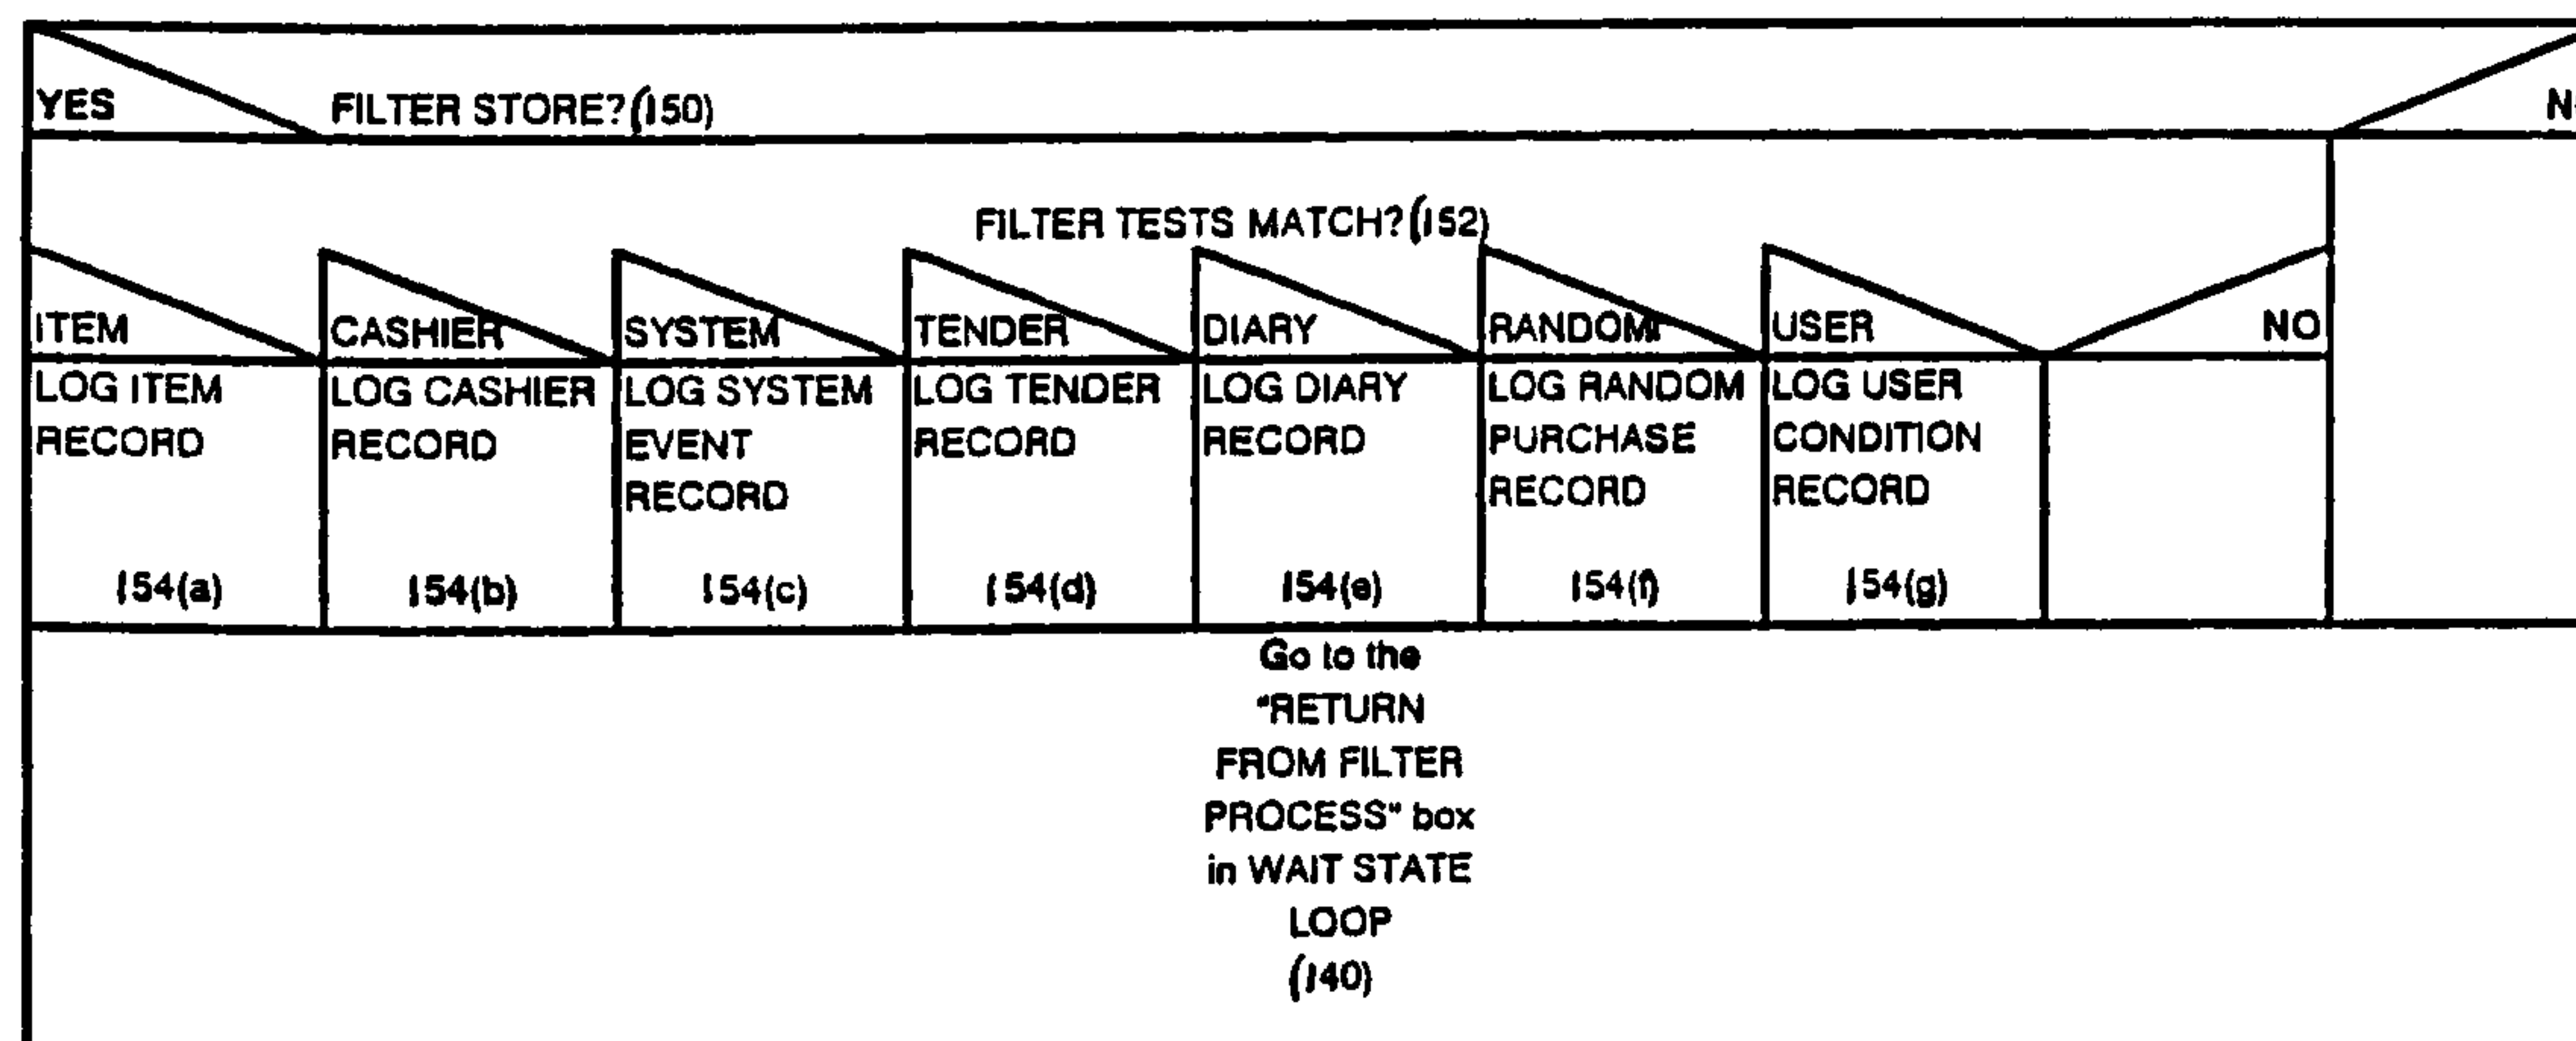 YES FILTER STORE?(150) N
FILTER TESTS MATCH?(152)
ITEM CASHIER SYSTEM TENDER DIARY RANDOM USER NO
LOG ITEM RECORD
154(a)
LOG CASHIER RECORD
154(b)
LOG SYSTEM EVENT RECORD
154(c)
LOG TENDER RECORD
154(d)
LOG DIARY RECORD
154(e)
LOG RANDOM PURCHASE RECORD
154(f)
LOG USER CONDITION RECORD
154(g)
Go to the
"RETURN
FROM FILTER
PROCESS" box
in WAIT STATE
LOOP
(140)